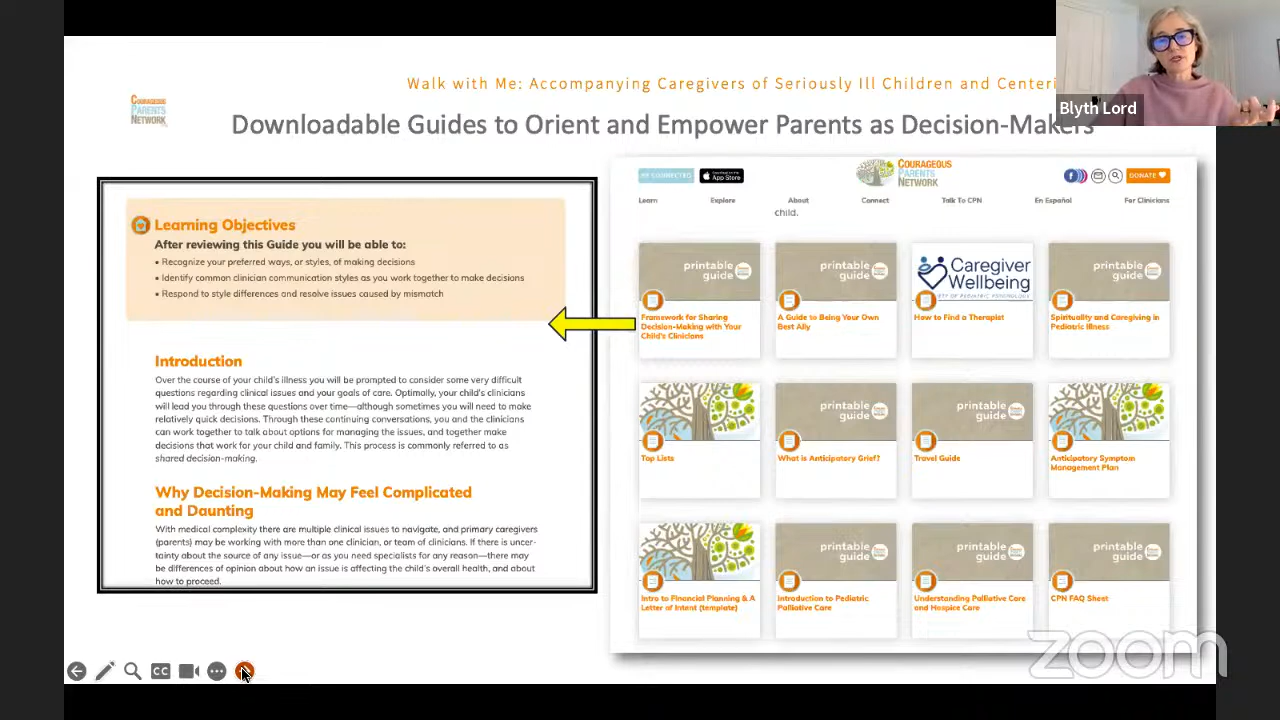 Walk with Me: Accompanying Caregivers of Seriously Ill Children and Centeri
Blyth Lord
COURAGEOUS
PARENTS
NETWORK
Downloadable Guides to Orient and Empower Parents as Decision-Makers
Learning Objectives
After reviewing this Guide you will be able to:
• Recognize your preferred ways, or styles, of making decisions
• Identify common clinician communication styles as you work together to make decisions
• Respond to style differences and resolve issues caused by mismatch
Introduction
Over the course of your child's illness you will be prompted to consider some very difficult
questions regarding clinical issues and your goals of care. Optimally, your child's clinicians
will lead you through these questions over time—although sometimes you will need to make
relatively quick decisions. Through these continuing conversations, you and the clinicians
can work together to talk about options for managing the issues, and together make
decisions that work for your child and family. This process is commonly referred to as
shared decision-making.
Why Decision-Making May Feel Complicated
and Daunting
With medical complexity there are multiple clinical issues to navigate, and primary caregivers
(parents) may be working with more than one clinician, or team of clinicians. If there is uncer-
tainty about the source of any issue—or as you need specialists for any reason—there may
be differences of opinion about how an issue is affecting the child's overall health, and about
how to proceed.
App Store
COURAGEOUS
PARENTS
NETWORK
DONATE
Learn Explore About Connect Talk To CPN En Español For Clinicians
child.
printable
guide
printable
guide
Caregiver
Wellbeing
OF PEDIATRIC PSYCHOLOGY
printable
guide
Framework for Sharing
Decision-Making with Your
Child's Clinicians
A Guide to Being Your Own
Best Ally
How to Find a Therapist
Spirituality and Caregiving in
Pediatric Illness
printable
guide
printable
guide
Top Lists
What is Anticipatory Grief?
Travel Guide
Anticipatory Symptom
Management Plan
printable
guide
printable
guide
printable
guide
Intro to Financial Planning & A
Letter of Intent (template)
Introduction to Pediatric
Palliative Care
Understanding Palliative Care
and Hospice Care
CPN FAQ Sheet
CC
zoom